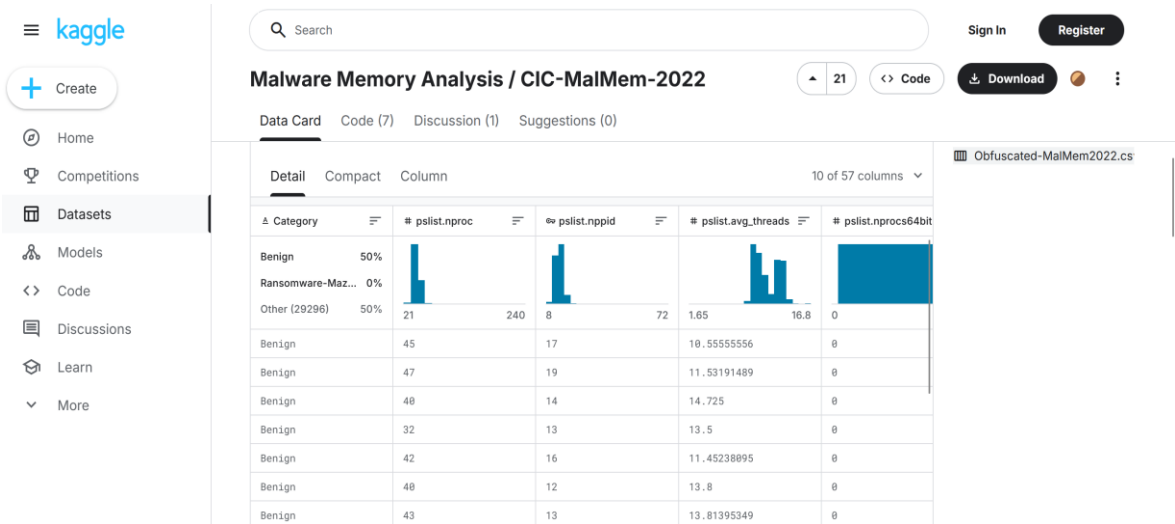 kaggle
Search
Sign In
Register
Create
Malware Memory Analysis / CIC-MalMem-2022
21
Code
Download
Home
Competitions
Datasets
Models
Code
Discussions
Learn
More
Data Card Code (7) Discussion (1) Suggestions (0)
Obfuscated-MalMem2022.cs
Detail Compact Column
10 of 57 columns
Category # pslist.nproc pslist.nppid # pslist.avg_threads # pslist.nprocs64bit
Benign 50%
Ransomware-Maz... 0%
Other (29296) 50%
21 240 8 72 1.65 16.8 0
Benign 45 17 10.55555556 0
Benign 47 19 11.53191489 0
Benign 40 14 14.725 0
Benign 32 13 13.5 0
Benign 42 16 11.45238095 0
Benign 40 12 13.8 0
Benign 43 13 13.81395349 0